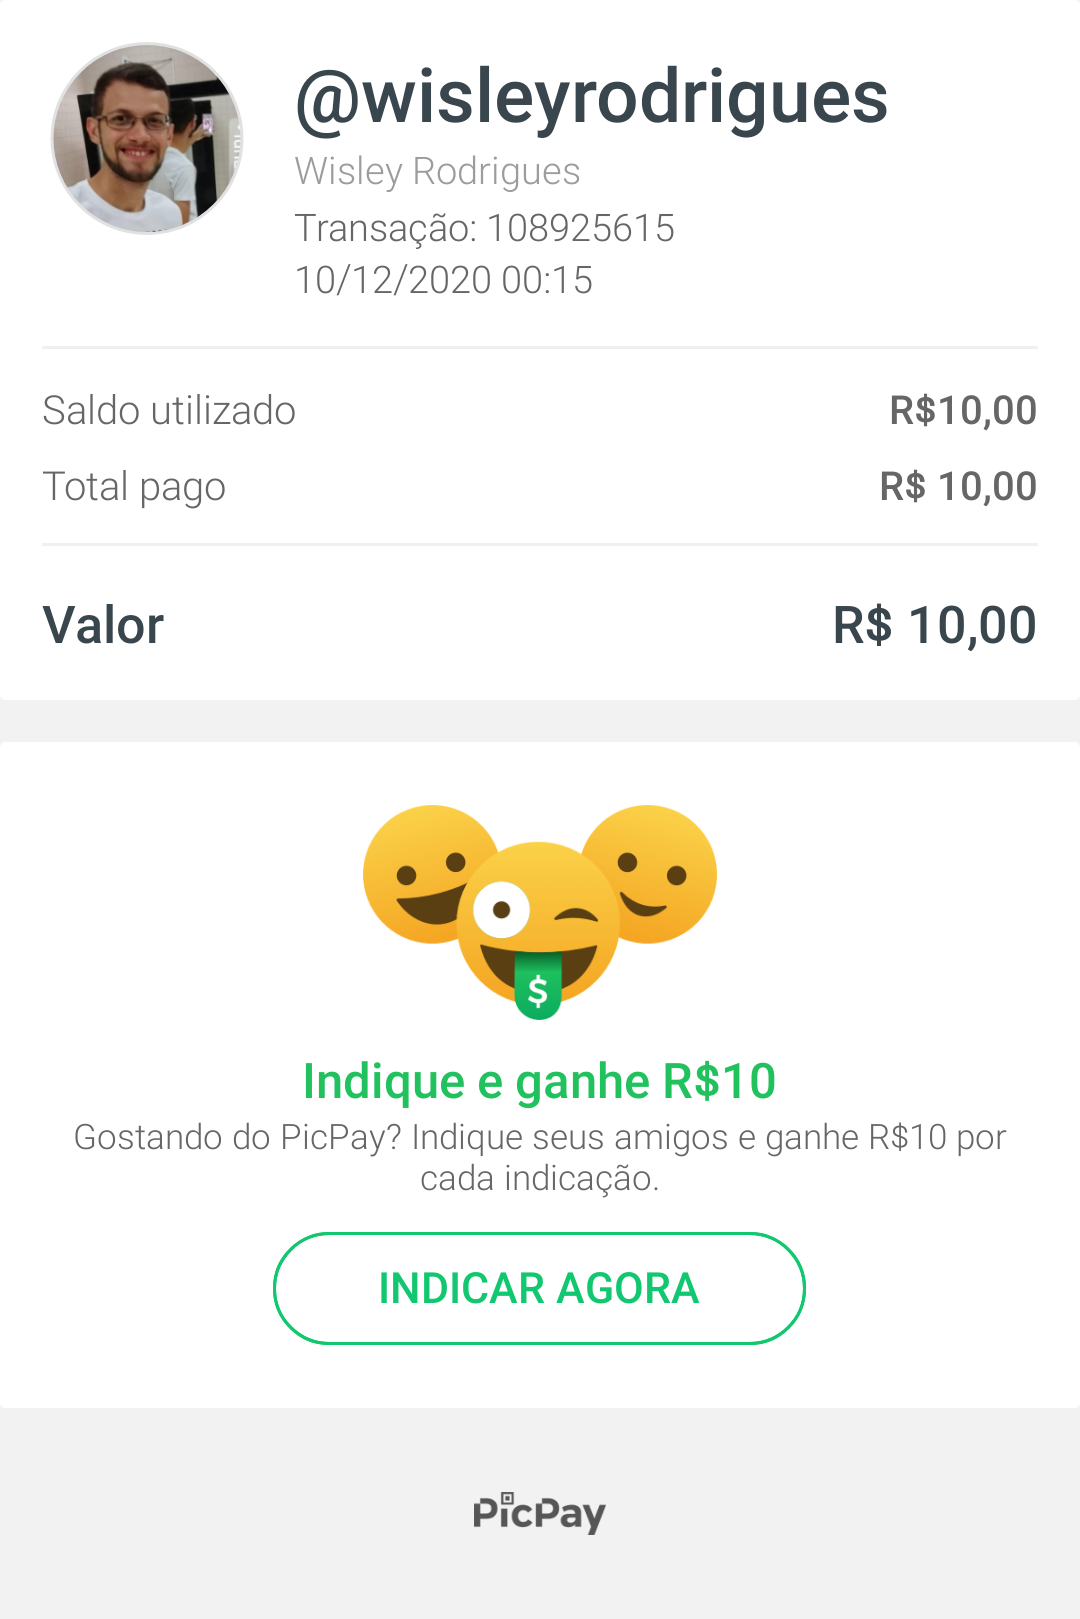 @wisleyrodrigues
Wisley Rodrigues
Transação: 108925615
10/12/2020 00:15
Saldo utilizado R$10,00
Total pago R$ 10,00
Valor R$ 10,00
$
Indique e ganhe R$10
Gostando do PicPay? Indique seus amigos e ganhe R$10 por
cada indicação.
INDICAR AGORA
PicPay